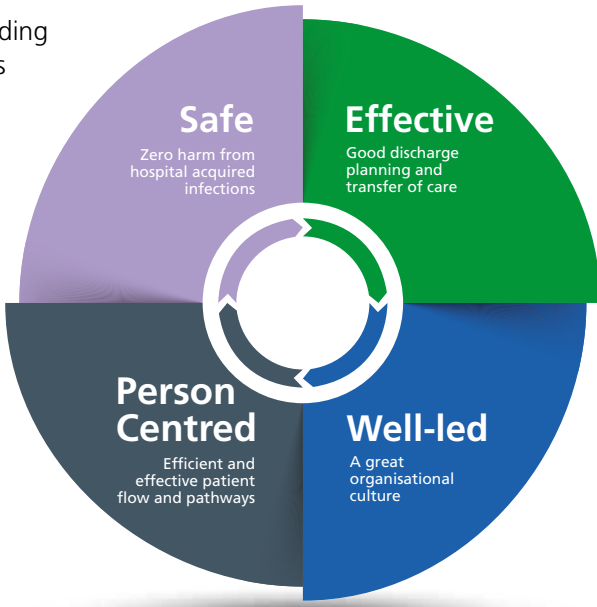 Safe
Zero harm from
hospital acquired
infections
Effective
Good discharge
planning and
transfer of care
Person
Centred
Efficient and
effective patient
flow and pathways
Well-led
A great
organisational
culture